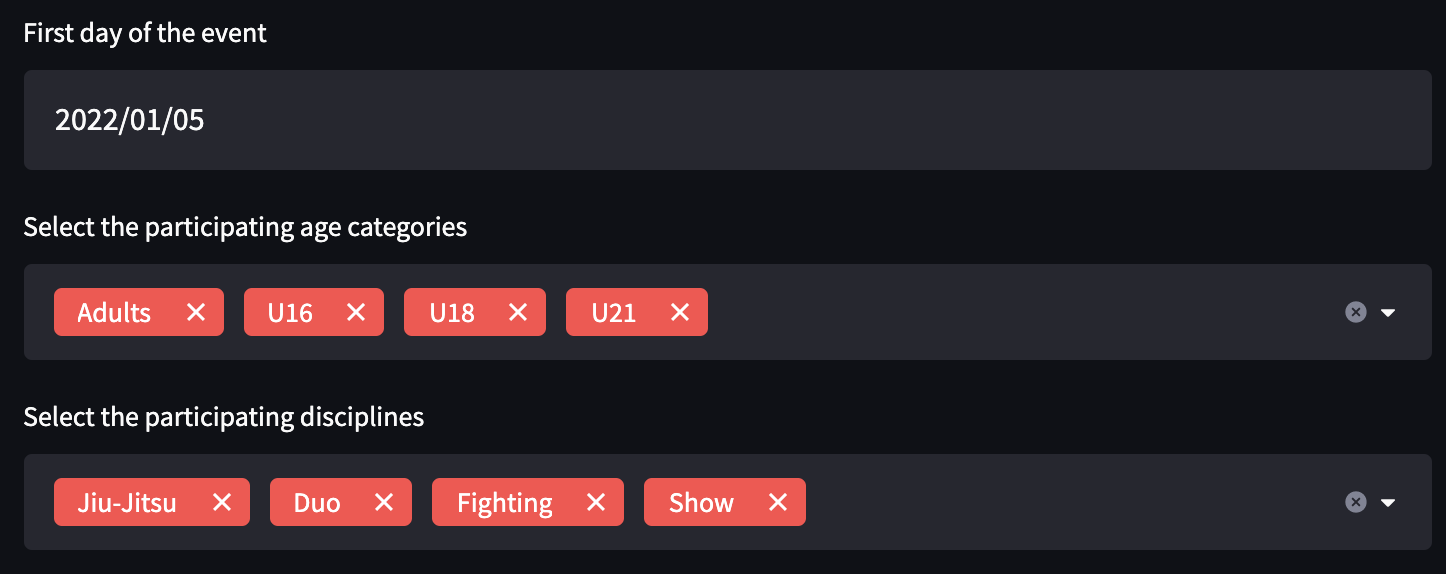 First day of the event
2022/01/05
Select the participating age categories
Adults U16 U18 U21
Select the participating disciplines
Jiu-Jitsu Duo Fighting Show